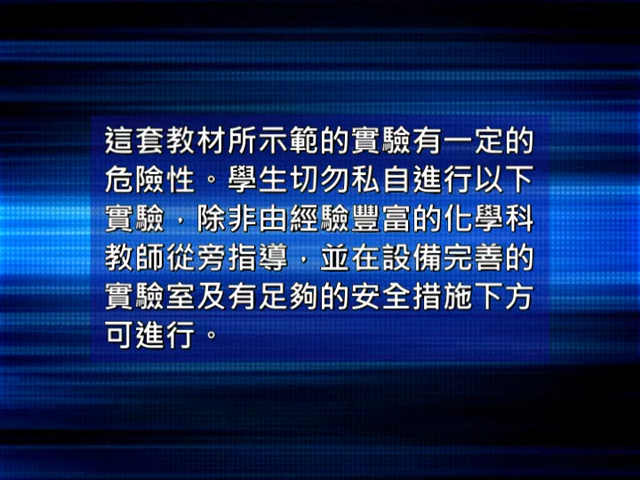 這套教材所示範的實驗有一定的
危險性。學生切勿私自進行以下
實驗，除非由經驗豐富的化學科
教師從旁指導，並在設備完善的
實驗室及有足夠的安全措施下方
可進行。